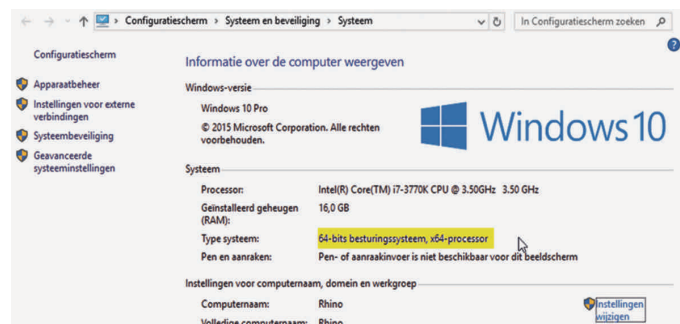 Configuratiescherm › Systeem en beveiliging › Systeem
In Configuratiescherm zoeken
Configuratiescherm
Apparaatbeheer
Instellingen voor externe
verbindingen
Systeembeveiliging
Geavanceerde
systeeminstellingen
Informatie over de computer weergeven
Windows-versie
Windows 10 Pro
© 2015 Microsoft Corporation. Alle rechten
voorbehouden.
Windows 10
Systeem
Processor: Intel(R) Core(TM) i7-3770K CPU @ 3.50GHz 3.50 GHz
Geïnstalleerd geheugen 16,0 GB
(RAM):
Type systeem: 64-bits besturingssysteem, x64-processor
Pen en aanraken: Pen- of aanraakinvoer is niet beschikbaar voor dit beeldscherm
Instellingen voor computernaam, domein en werkgroep
Computernaam: Rhino
Instellingen
wijzigen
Volledige computernaam: Rhino